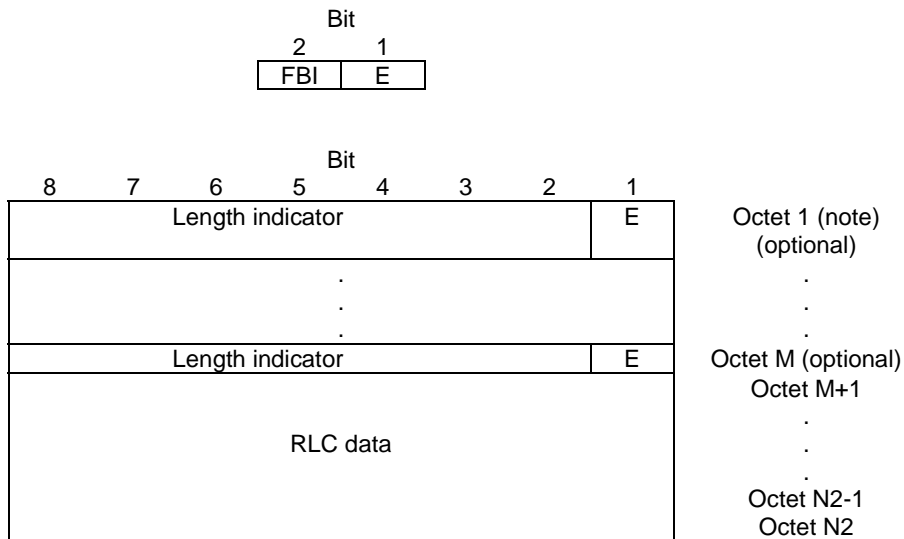 Bit
2 1
FBI E
Bit
8 7 6 5 4 3 2 1
Length indicator E Octet 1 (note)
(optional)
. .
. .
. .
Length indicator E Octet M (optional)
Octet M+1
.
RLC data .
.
Octet N2-1
Octet N2